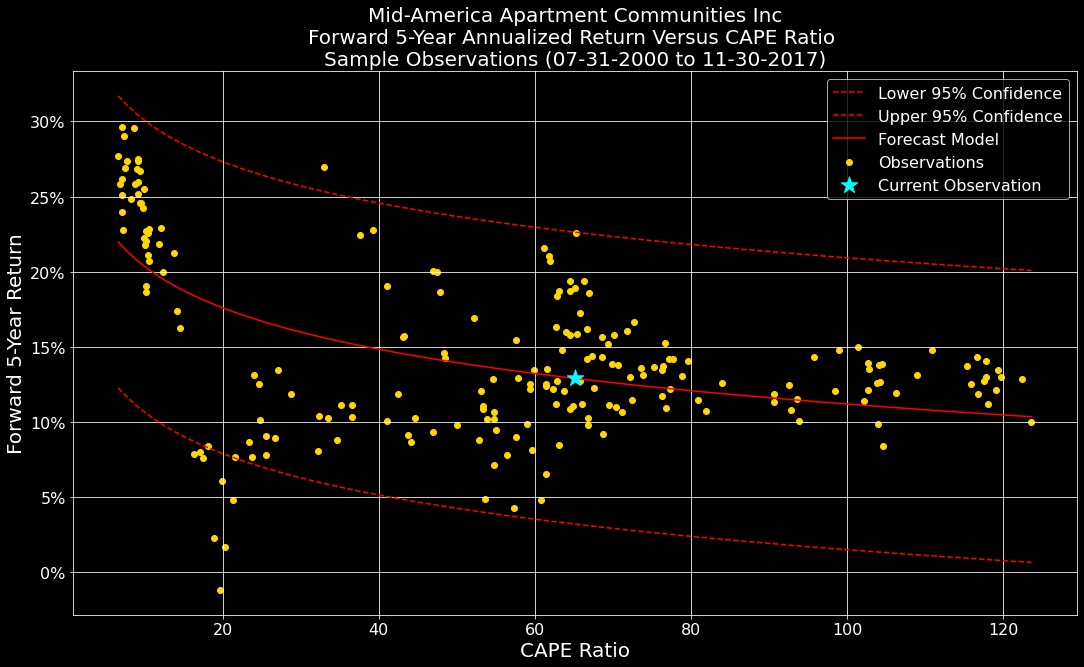 Mid-America Apartment Communities Inc
Forward 5-Year Annualized Return Versus CAPE Ratio
Sample Observations (07-31-2000 to 11-30-2017)
Lower 95% Confidence
Upper 95% Confidence
Forecast Model
Observations
Current Observation
Forward 5-Year Return
30%
25%
20%
15%
10%
5%
0%
20 40 60 80 100 120
CAPE Ratio